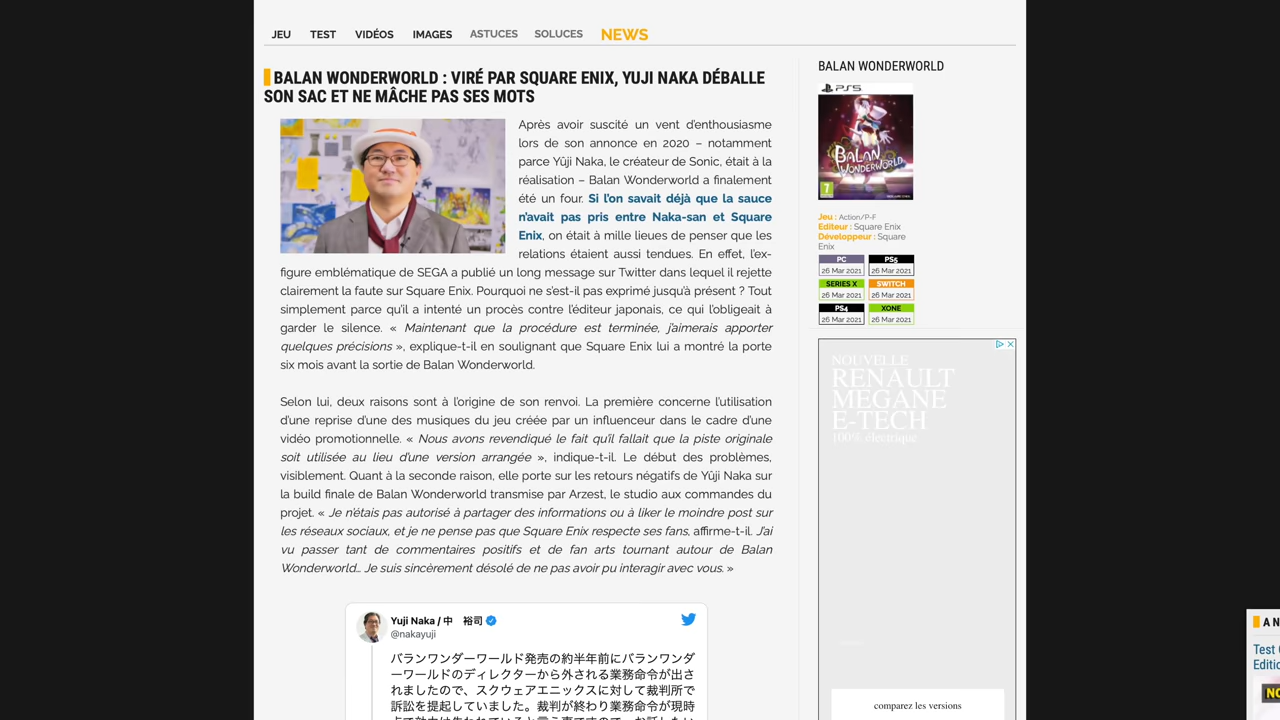 JEU TEST VIDÉOS IMAGES ASTUCES SOLUCES NEWS
BALAN WONDERWORLD : VIRÉ PAR SQUARE ENIX, YUJI NAKA DÉBALLE
SON SAC ET NE MÂCHE PAS SES MOTS
Après avoir suscité un vent d'enthousiasme
lors de son annonce en 2020 – notamment
parce Yûji Naka, le créateur de Sonic, était à la
réalisation – Balan Wonderworld a finalement
été un four. Si l'on savait déjà que la sauce
n'avait pas pris entre Naka-san et Square
Enix, on était à mille lieues de penser que les
relations étaient aussi tendues. En effet, l'ex-
figure emblématique de SEGA a publié un long message sur Twitter dans lequel il rejette
clairement la faute sur Square Enix. Pourquoi ne s'est-il pas exprimé jusqu'à présent ? Tout
simplement parce qu'il a intenté un procès contre l'éditeur japonais, ce qui l'obligeait à
garder le silence. « Maintenant que la procédure est terminée, j'aimerais apporter
quelques précisions », explique-t-il en soulignant que Square Enix lui a montré la porte
six mois avant la sortie de Balan Wonderworld.
Selon lui, deux raisons sont à l'origine de son renvoi. La première concerne l'utilisation
d'une reprise d'une des musiques du jeu créée par un influenceur dans le cadre d'une
vidéo promotionnelle. « Nous avons revendiqué le fait qu'il fallait que la piste originale
soit utilisée au lieu d'une version arrangée », indique-t-il. Le début des problèmes,
visiblement. Quant à la seconde raison, elle porte sur les retours négatifs de Yûji Naka sur
la build finale de Balan Wonderworld transmise par Arzest, le studio aux commandes du
projet. « Je n'étais pas autorisé à partager des informations ou à liker le moindre post sur
les réseaux sociaux, et je ne pense pas que Square Enix respecte ses fans, affirme-t-il. J'ai
vu passer tant de commentaires positifs et de fan arts tournant autour de Balan
Wonderworld... Je suis sincèrement désolé de ne pas avoir pu interagir avec vous. »
Yuji Naka / 中 裕司
@nakayuji
バランワンダーワールド発売の約半年前にバランワンダ
ーワールドのディレクターから外される業務命令が出さ
れましたので、スクウェアエニックスに対して裁判所で
訴訟を提起していました。裁判が終わり業務命令が現時
BALAN WONDERWORLD
PS5
BALAN
WONDERWORLD
7
Jeu : Action/P-F
Editeur : Square Enix
Développeur : Square
Enix
PC PS5
26 Mar 2021 26 Mar 2021
SERIES X SWITCH
26 Mar 2021 26 Mar 2021
PS4 XONE
26 Mar 2021 26 Mar 2021
NOUVELLE
RENAULT
MEGANE
E-TECH
100% électrique
comparez les versions
A N
Test
Editio
NO